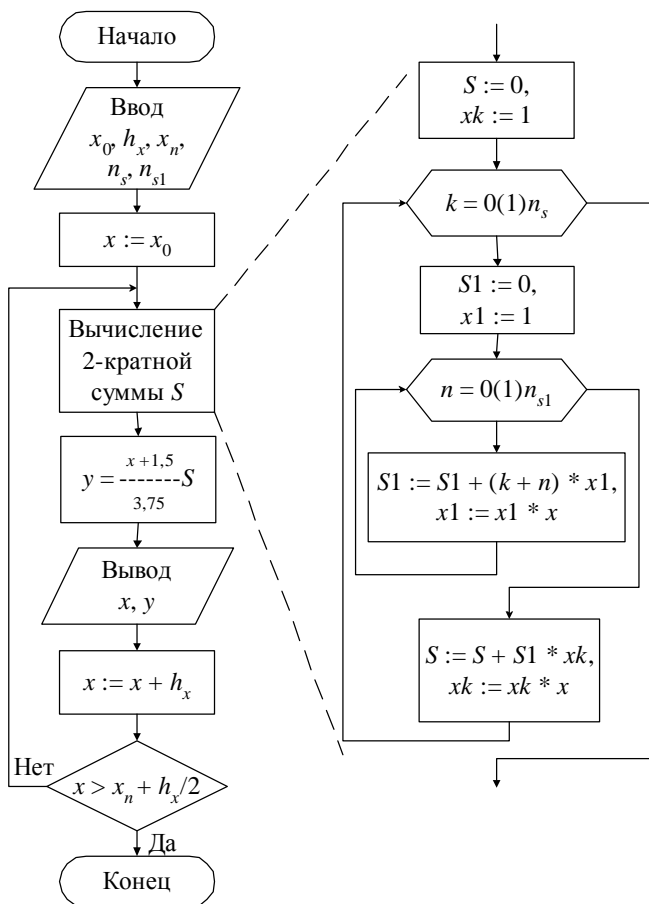 Начало
Ввод
x0, hx, xn,
ns, ns1
x := x0
Вычисление
2-кратной
суммы S
x + 1,5
y = ------- S
3,75
Вывод
x, y
x := x + hx
Нет
x > xn + hx/2
Да
Конец
S := 0,
xk := 1
k = 0(1)ns
S1 := 0,
x1 := 1
n = 0(1)ns1
S1 := S1 + (k + n) * x1,
x1 := x1 * x
S := S + S1 * xk,
xk := xk * x